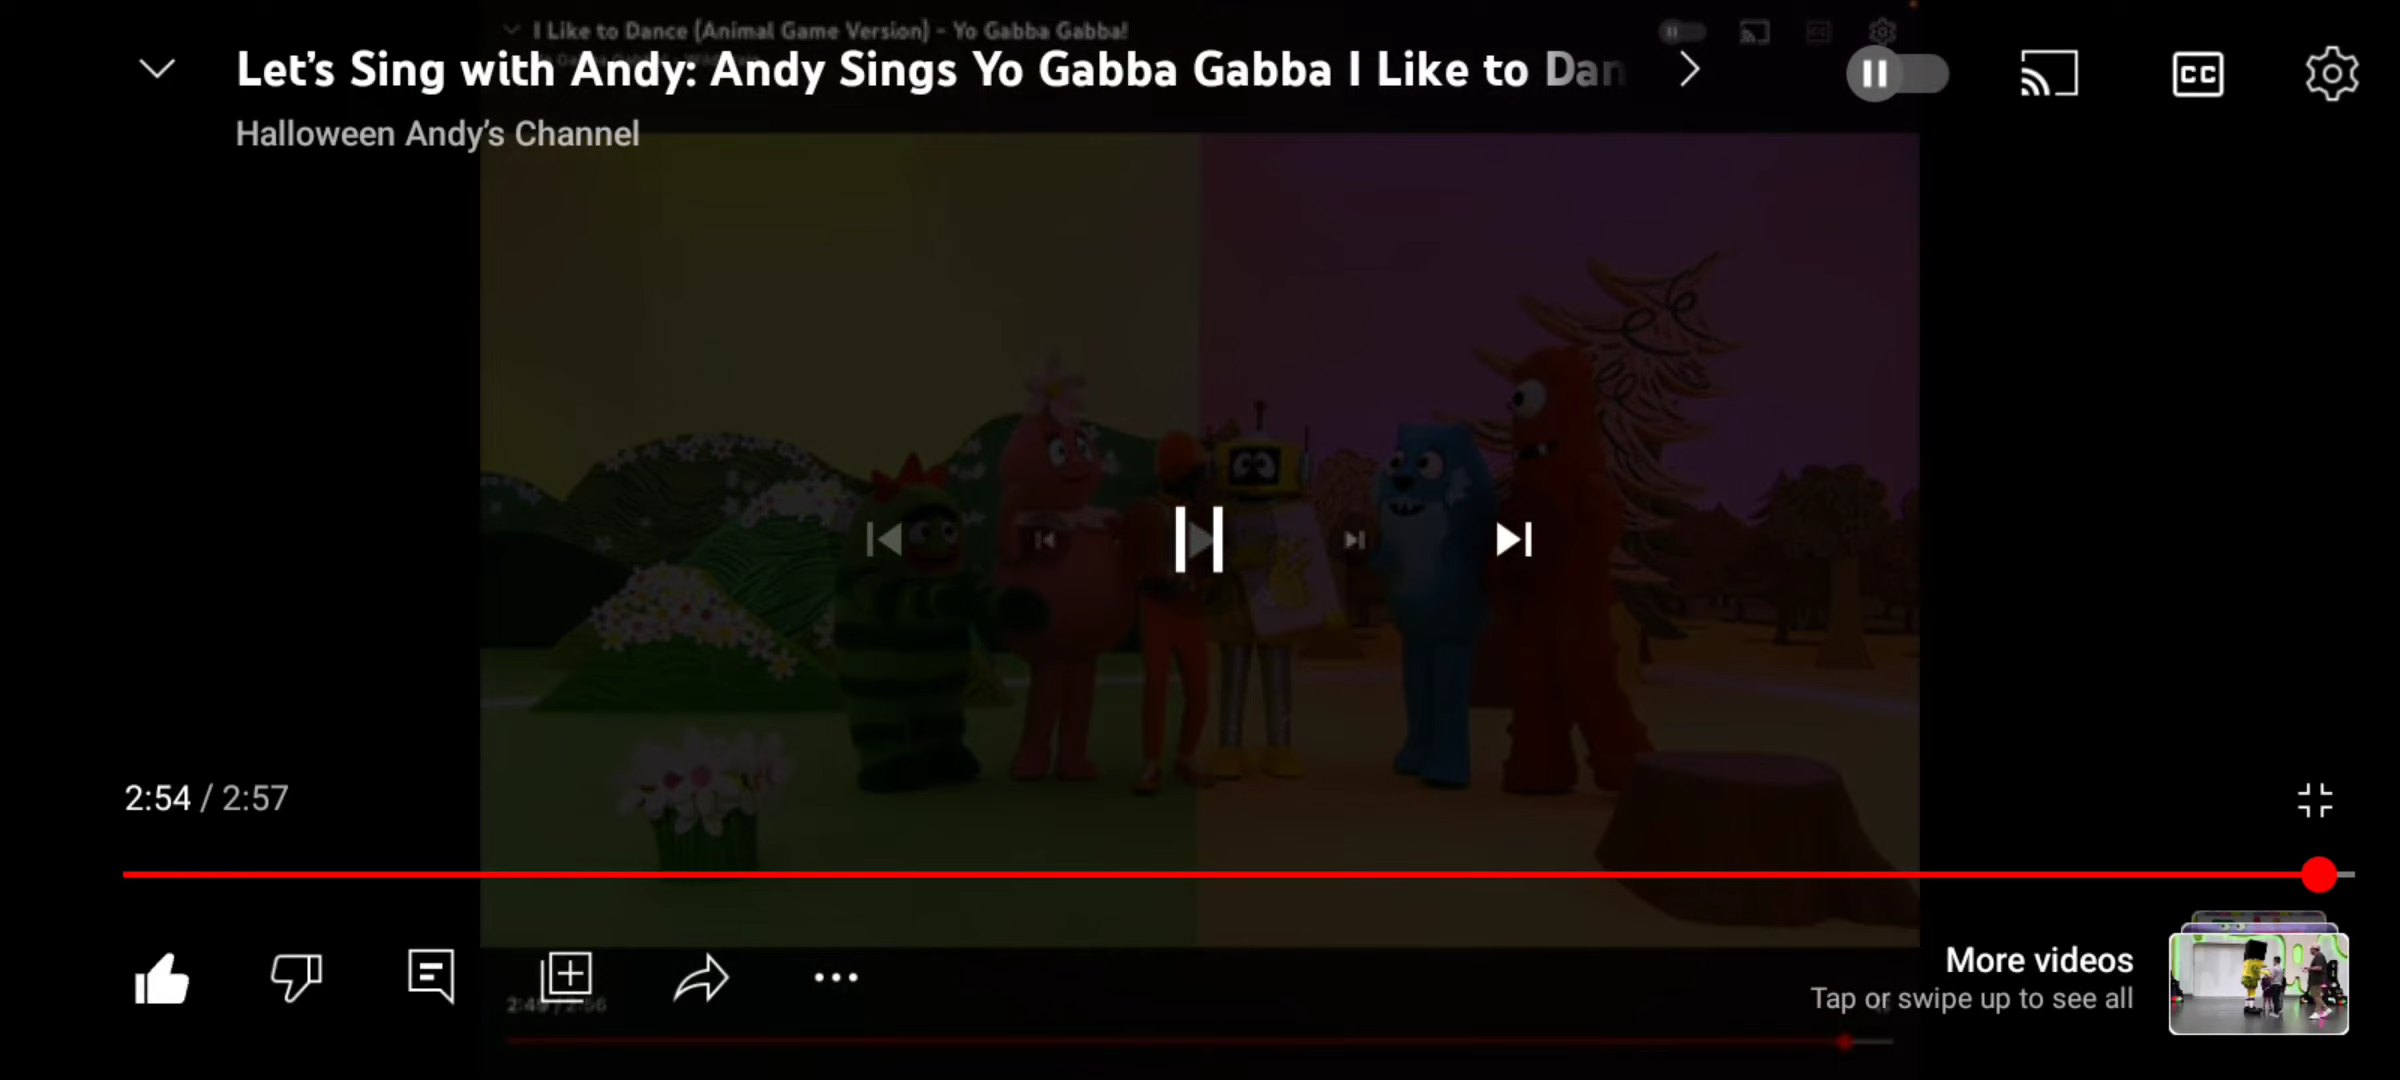 I Like to Dance (Animal Game Version) - Yo Gabba Gabba!
Let's Sing with Andy: Andy Sings Yo Gabba Gabba I Like to Dan
Halloween Andy's Channel
CC
2:54 / 2:57
More videos
Tap or swipe up to see all